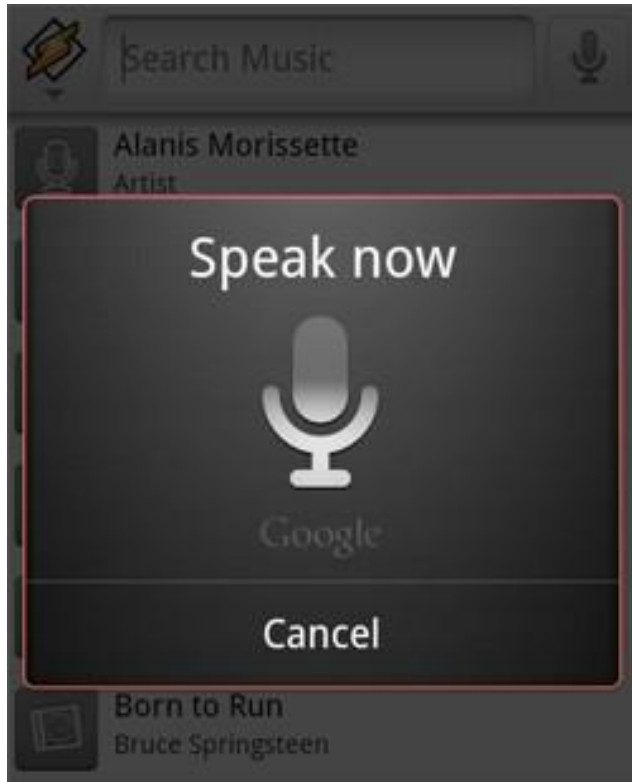 Search Music
Alanis Morissette
Artist
Speak now
Google
Cancel
Born to Run
Bruce Springsteen